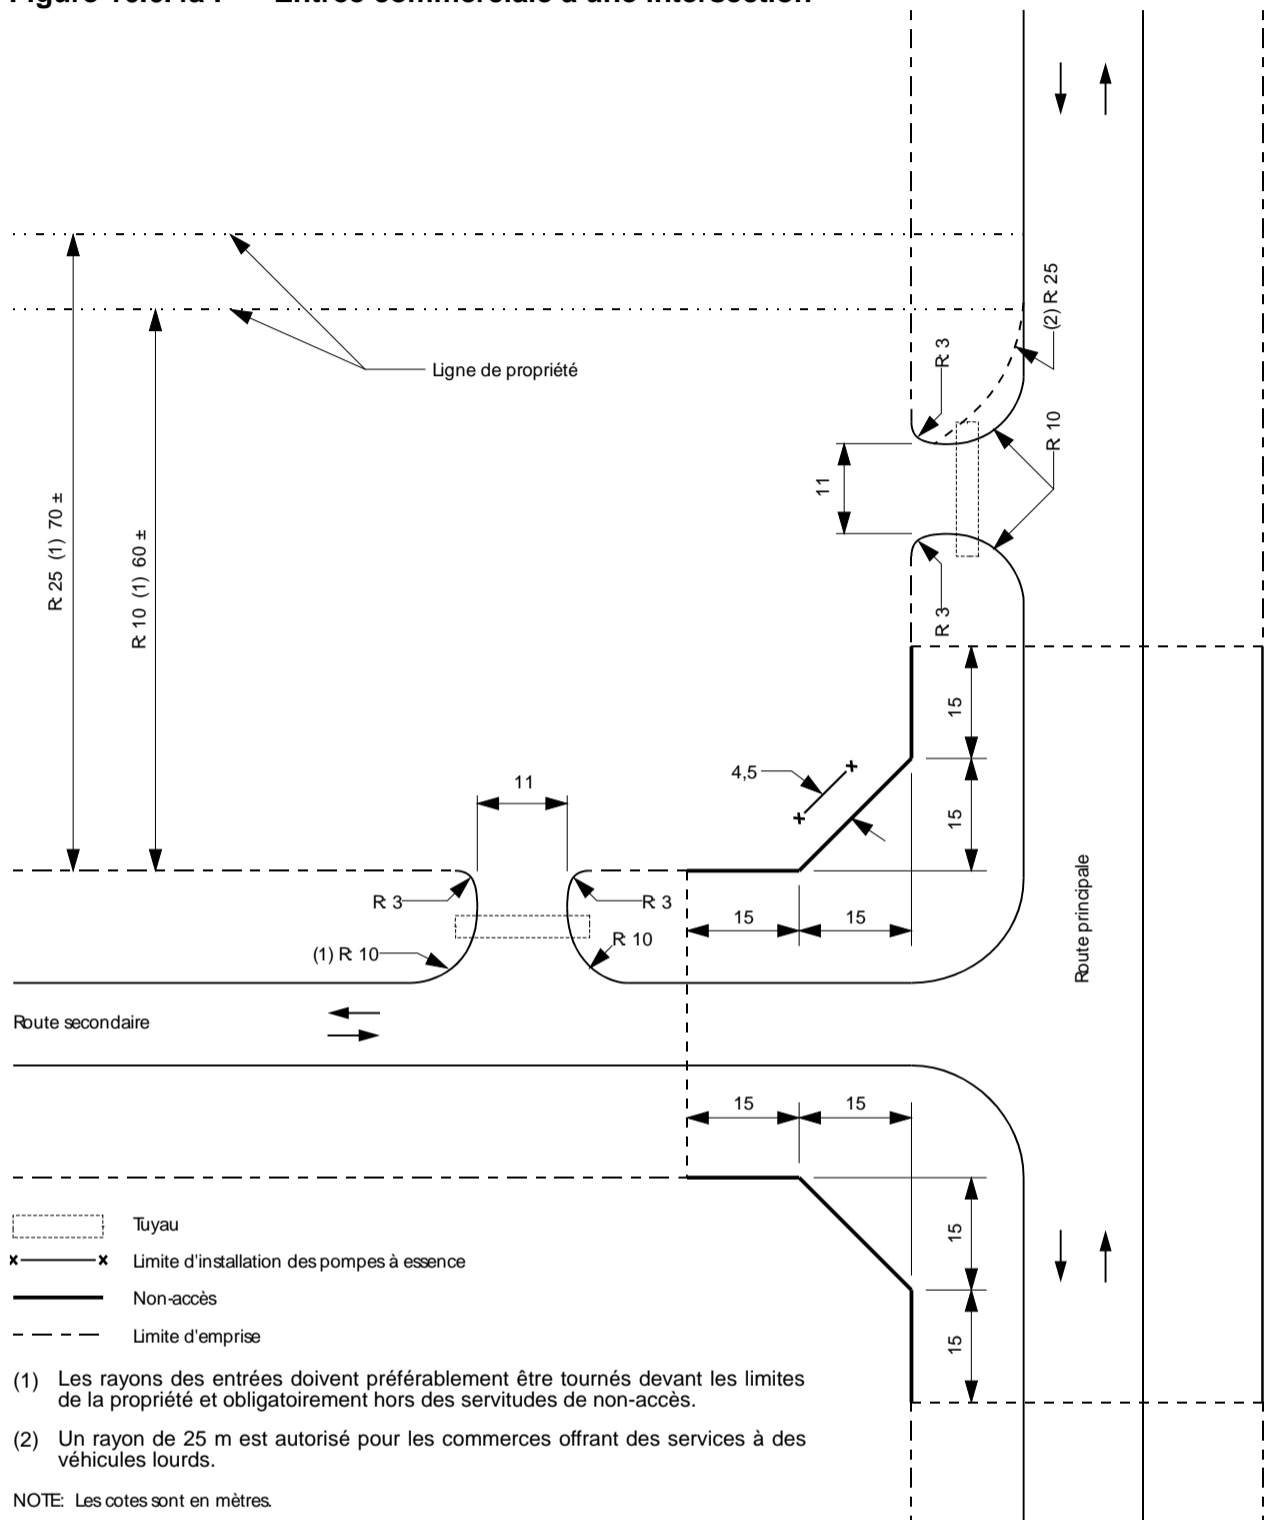 Entrée commerciale à une intersection
(2) R 25
R 3
Ligne de propriété
R 10
11
R 25 (1) 70 ±
R 10 (1) 60 ±
R 3
15
4,5
11
15
Route principale
R 3
R 3
15
15
(1) R 10
R 10
Route secondaire
15
15
15
15
Tuyau
Limite d'installation des pompes à essence
Non-accès
Limite d'emprise
(1) Les rayons des entrées doivent préférablement être tournés devant les limites
de la propriété et obligatoirement hors des servitudes de non-accès.
(2) Un rayon de 25 m est autorisé pour les commerces offrant des services à des
véhicules lourds.
NOTE: Les cotes sont en mètres.